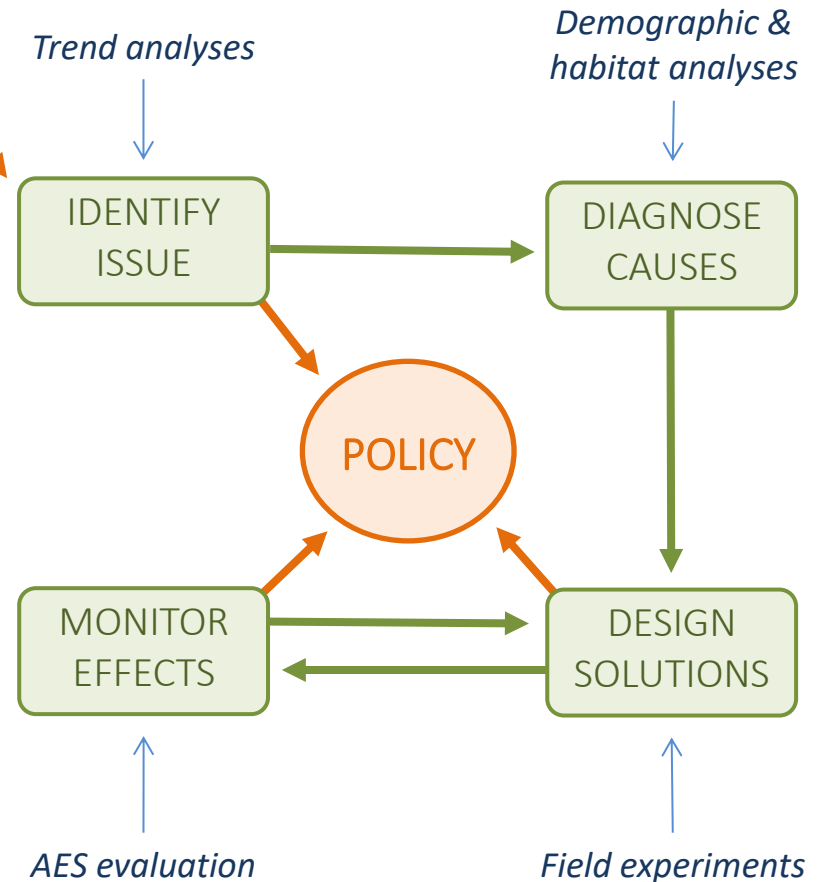 Trend analyses
Demographic &
habitat analyses
IDENTIFY
ISSUE
DIAGNOSE
CAUSES
POLICY
MONITOR
EFFECTS
DESIGN
SOLUTIONS
AES evaluation
Field experiments